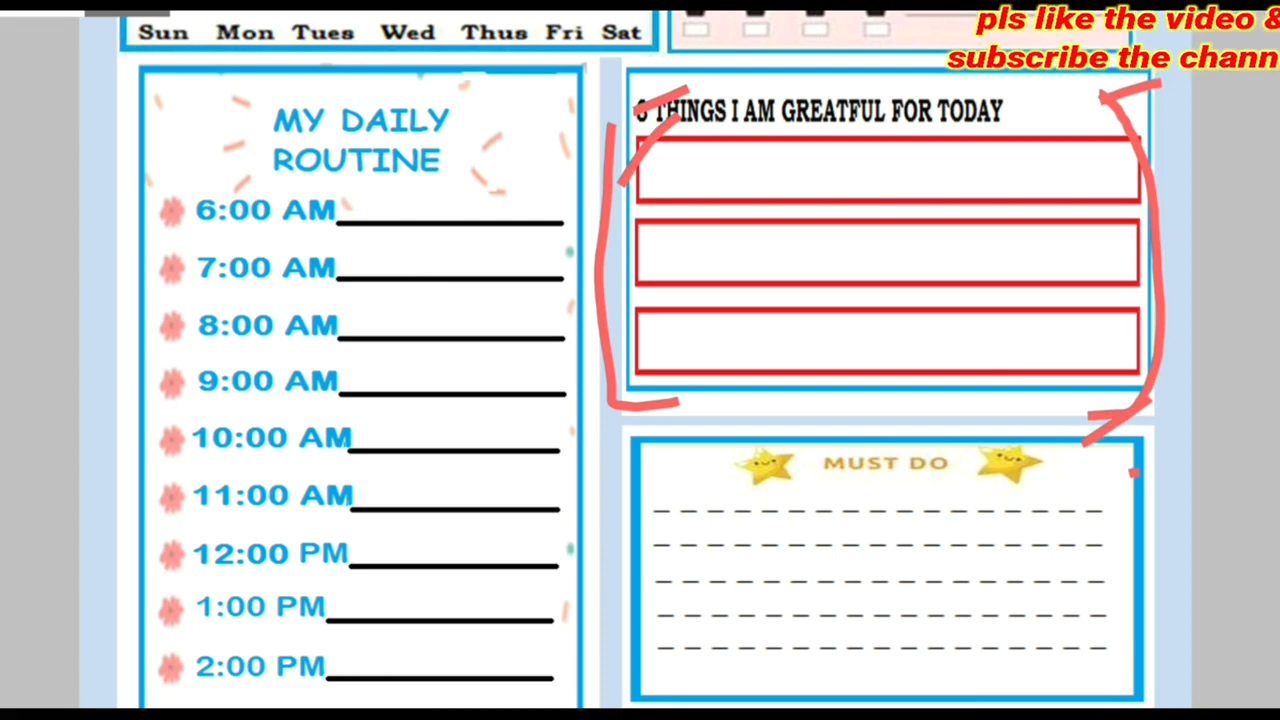 Sun Mon Tues Wed Thus Fri Sat
pls like the video &
subscribe the chann
MY DAILY
ROUTINE
6:00 AM
7:00 AM
8:00 AM
9:00 AM
10:00 AM
11:00 AM
12:00 PM
1:00 PM
2:00 PM
3 THINGS I AM GREATFUL FOR TODAY
MUST DO